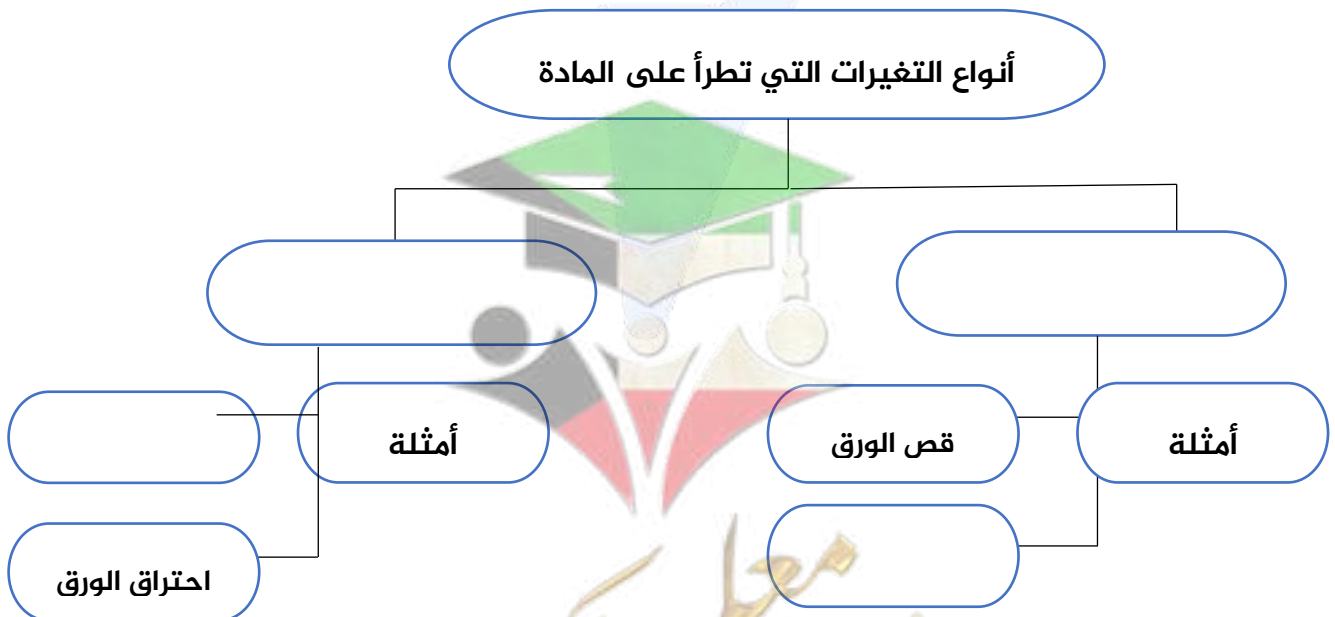 أنواع التغيرات التي تطرأ على المادة
أمثلة
قص الورق
أمثلة
احتراق الورق